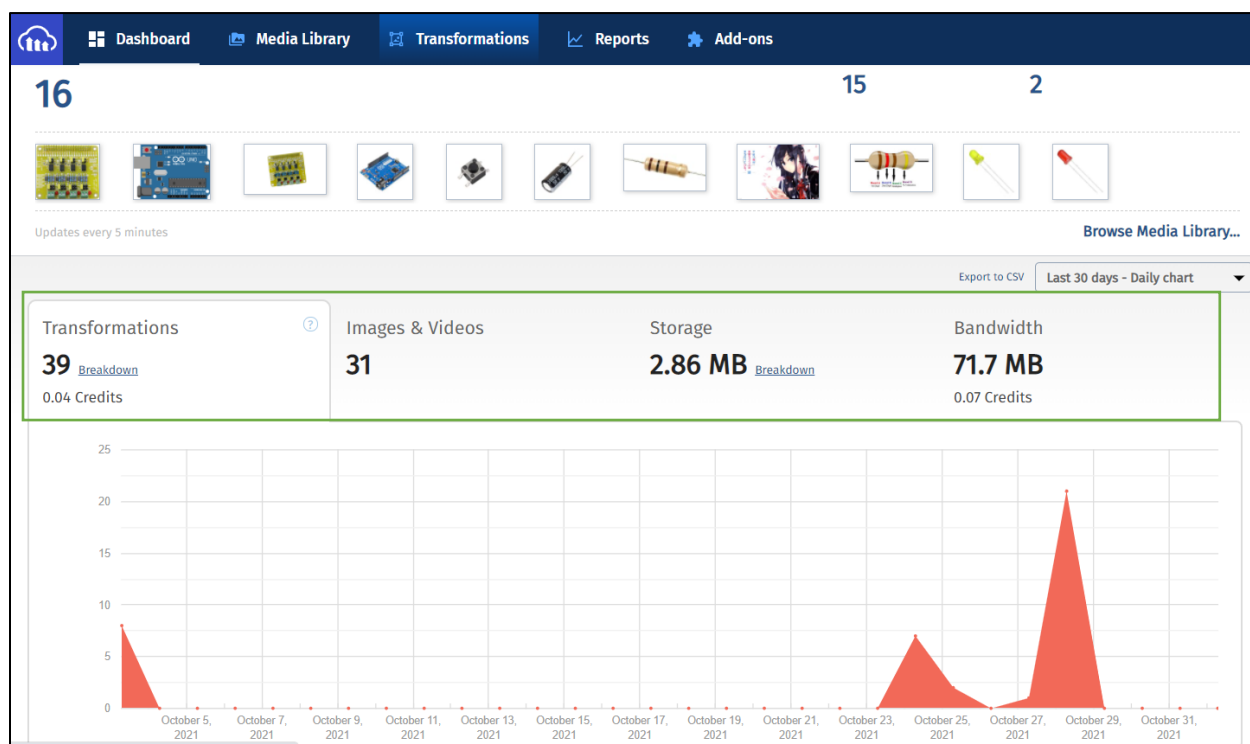 Dashboard Media Library Transformations Reports Add-ons
16 15 2
Updates every 5 minutes Browse Media Library...
Export to CSV Last 30 days - Daily chart
Transformations ? Images & Videos Storage Bandwidth
39 Breakdown 31 2.86 MB Breakdown 71.7 MB
0.04 Credits 0.07 Credits
25
20
15
10
5
0
October 5, October 7, October 9, October 11, October 13, October 15, October 17, October 19, October 21, October 23, October 25, October 27, October 29, October 31,
2021 2021 2021 2021 2021 2021 2021 2021 2021 2021 2021 2021 2021 2021